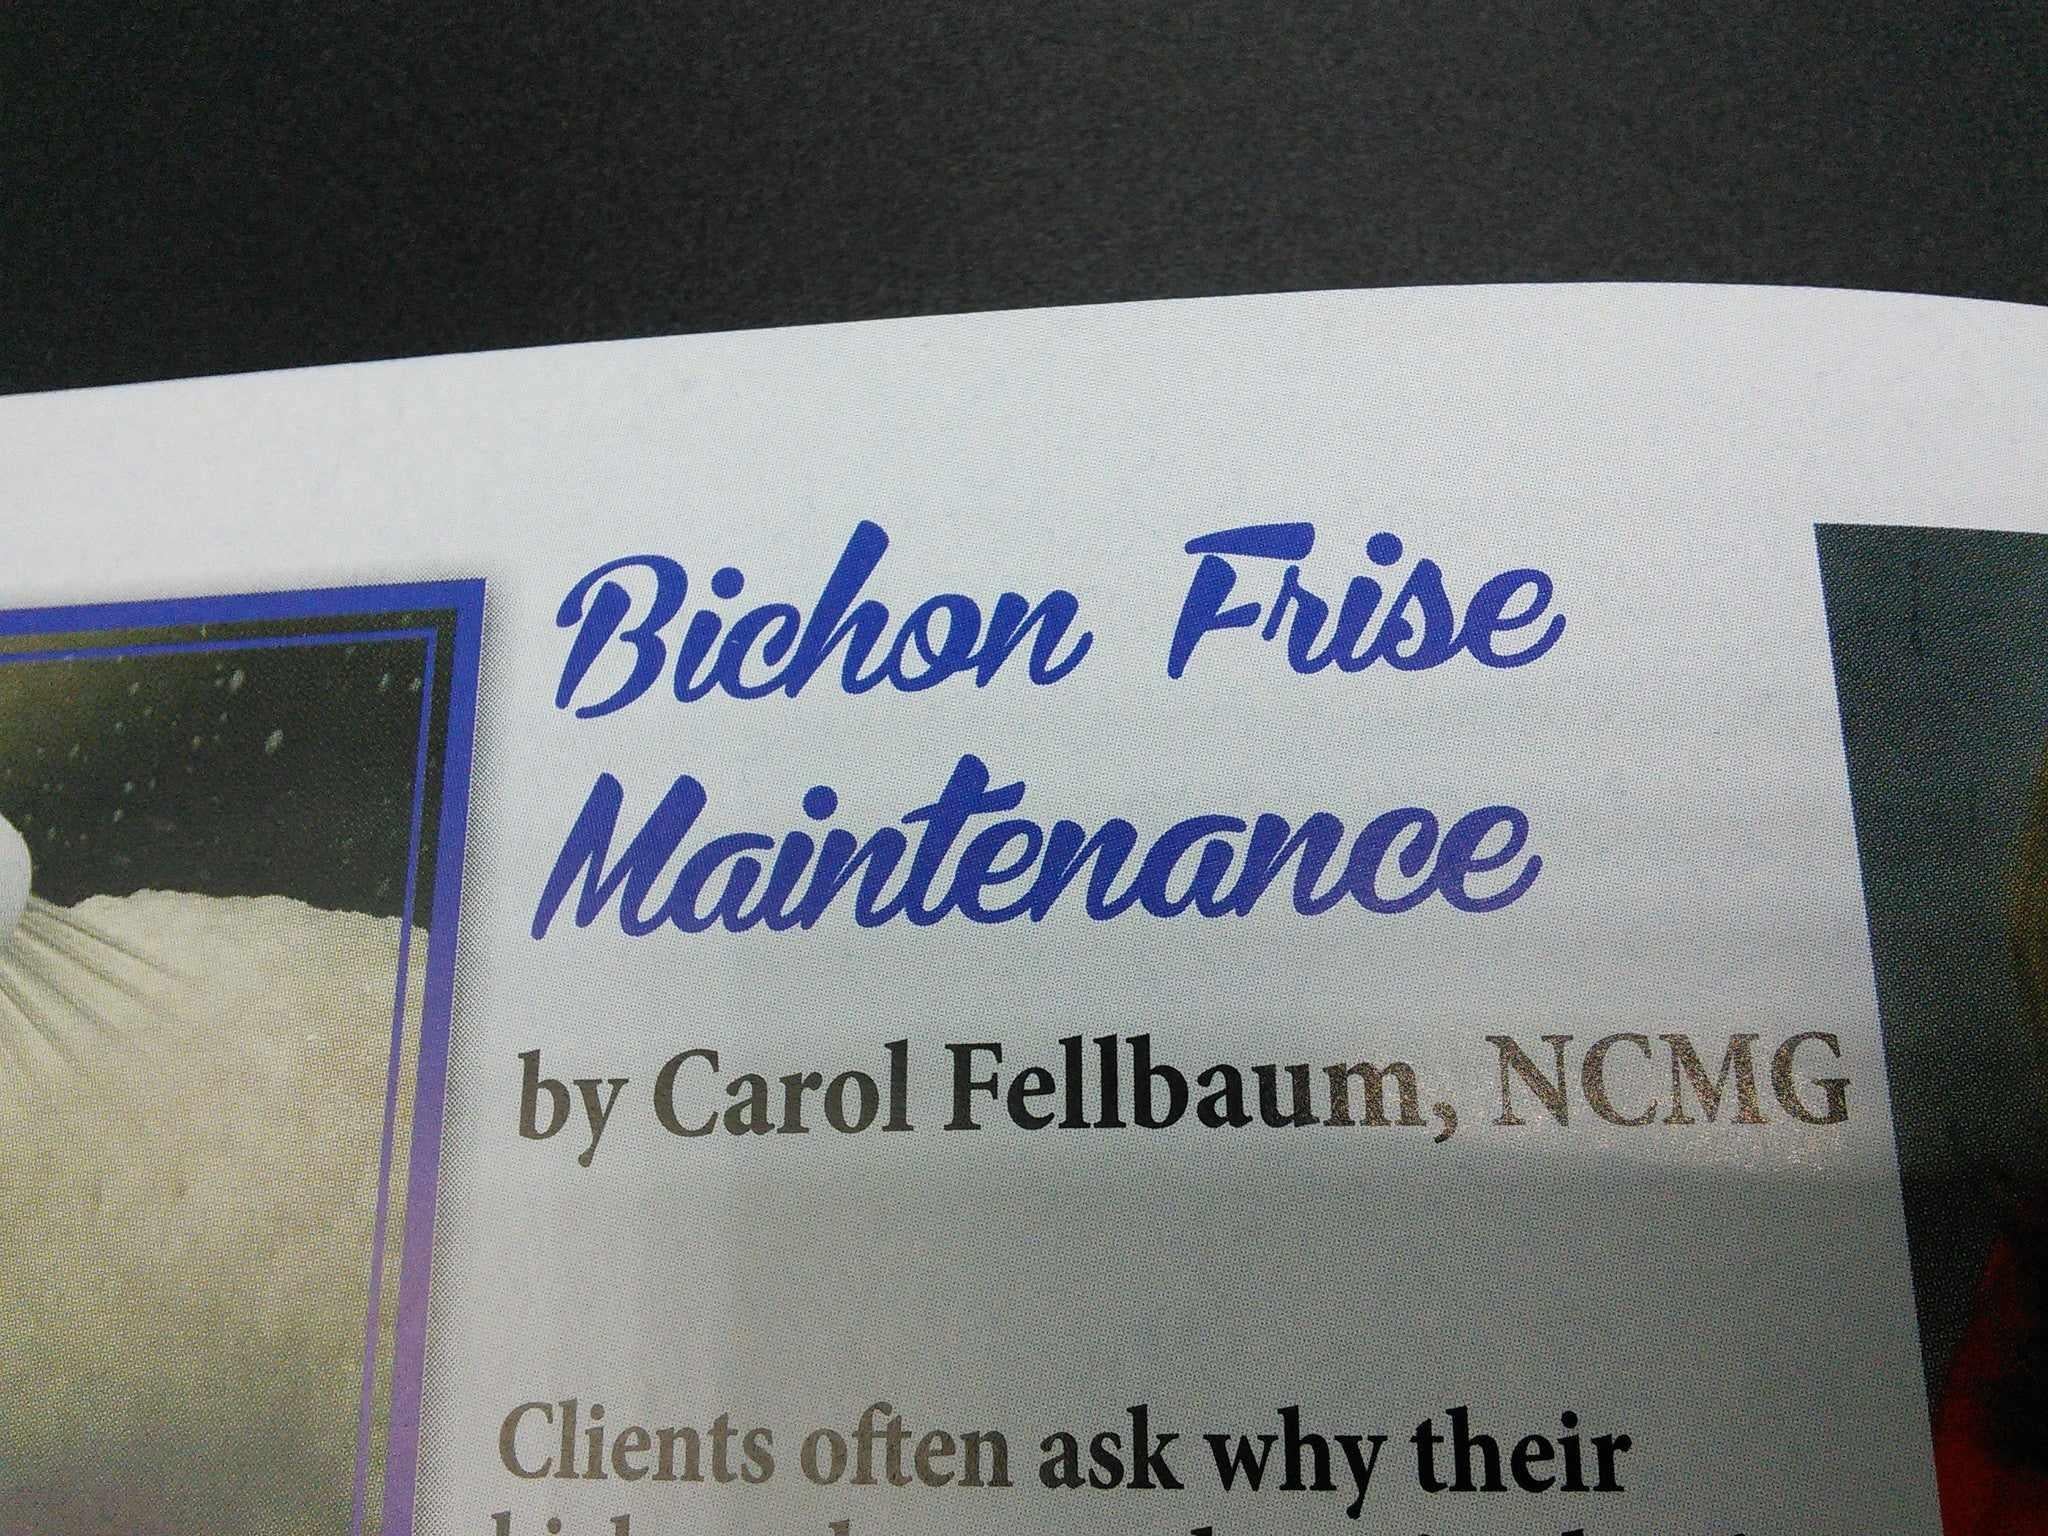 Bichon Frise
Maintenance
by Carol Fellbaum, NCMG
Clients often ask why their